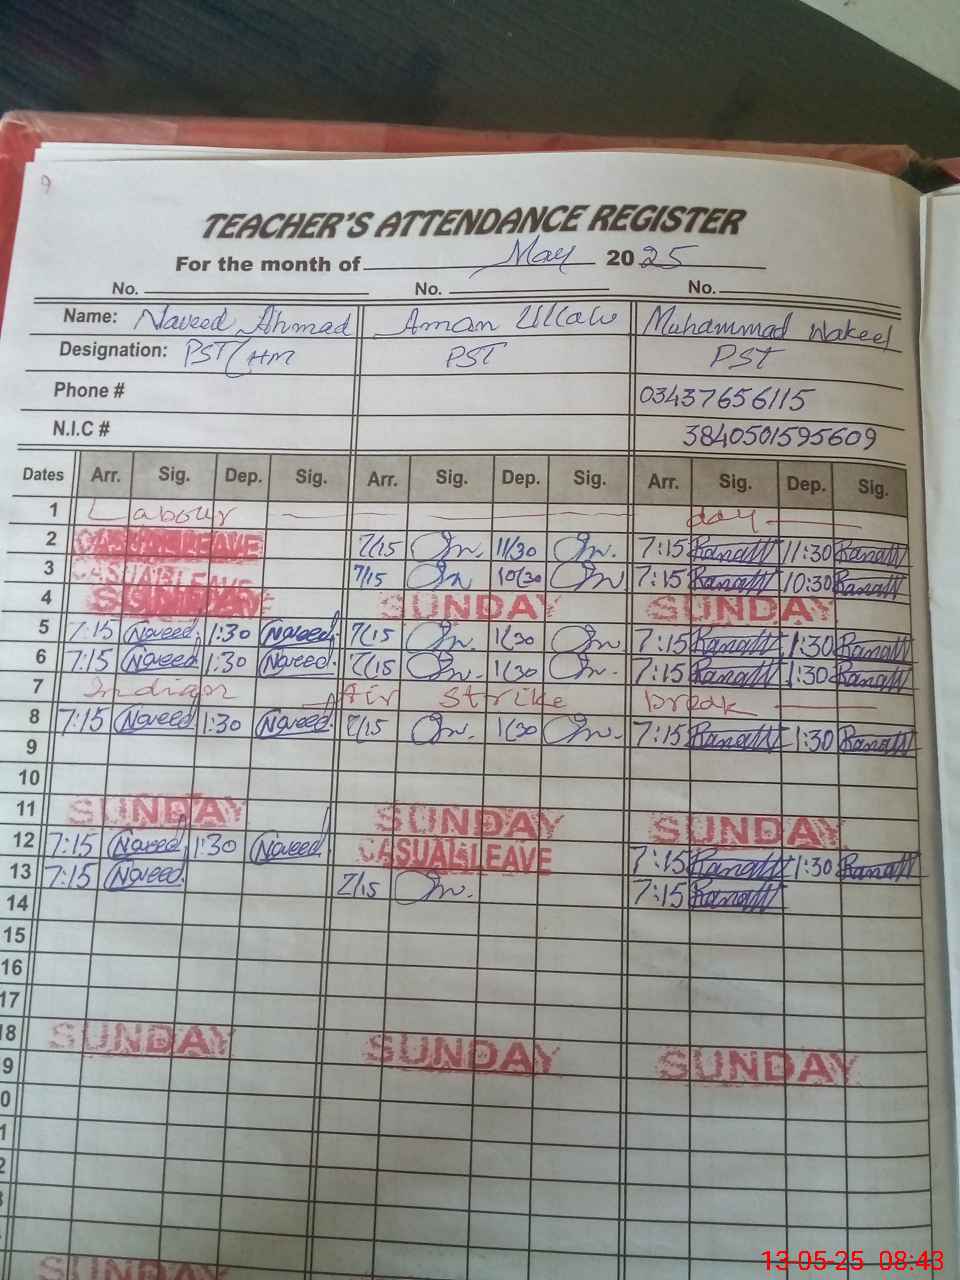 9
TEACHER'S ATTENDANCE REGISTER
For the month of May 2025
No. No. No.
Name: Naveed Ahmad Aman Ullah Muhammad Wakeel
Designation: PST/HM PST PST
Phone # 03437656115
N.I.C # 3840501595609
Dates Arr. Sig. Dep. Sig. Arr. Sig. Dep. Sig. Arr. Sig. Dep. Sig.
1 Labour day
2 CASUAL LEAVE 7/15 11/30 7:15 11:30
3 CASUAL LEAVE 7/15 10/30 7:15 10:30
4 SUNDAY SUNDAY
5 7:15 Naveed 1:30 Naveed 7/15 1/30 7:15 1:30
6 7:15 Naveed 1:30 Naveed 7/15 1/30 7:15 1:30
7 Indian Air Strike break
8 7:15 Naveed 1:30 Naveed 7/15 1/30 7:15 1:30
9
10
11 SUNDAY SUNDAY SUNDAY
12 7:15 Naveed 1:30 Naveed CASUAL LEAVE 7:15 1:30
13 7:15 Naveed 7/15 7:15
14
15
16
17
18 SUNDAY SUNDAY SUNDAY
9
0
1
2
3
SUNDAY
13-05-25 08:43